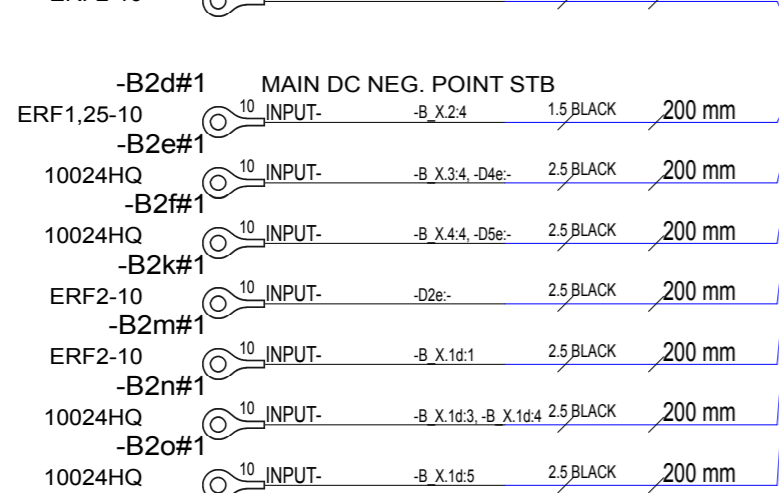 -B2d#1 MAIN DC NEG. POINT STB
ERF1,25-10 10 INPUT- -B_X.2:4 1.5 BLACK 200 mm
-B2e#1
10024HQ 10 INPUT- -B_X.3:4, -D4e:- 2.5 BLACK 200 mm
-B2f#1
10024HQ 10 INPUT- -B_X.4:4, -D5e:- 2.5 BLACK 200 mm
-B2k#1
ERF2-10 10 INPUT- -D2e:- 2.5 BLACK 200 mm
-B2m#1
ERF2-10 10 INPUT- -B_X.1d:1 2.5 BLACK 200 mm
-B2n#1
10024HQ 10 INPUT- -B_X.1d:3, -B_X.1d:4 2.5 BLACK 200 mm
-B2o#1
10024HQ 10 INPUT- -B_X.1d:5 2.5 BLACK 200 mm